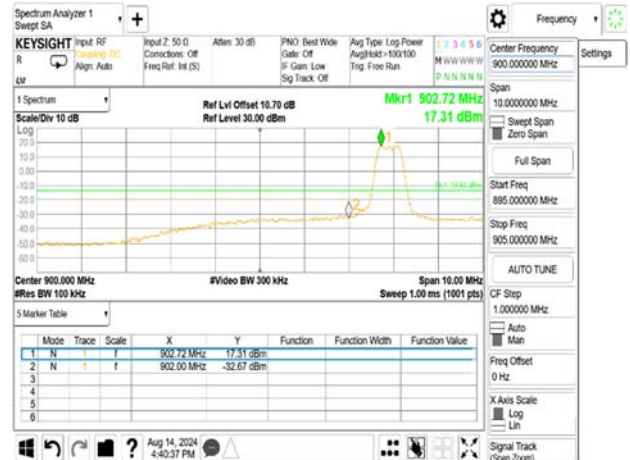 Spectrum Analyzer 1
Swept SA
Frequency
KEYSIGHT
Input: RF
Coupling: DC
Align: Auto
Input Z: 50 Ω
Corrections: Off
Freq Ref: Int (S)
Atten: 30 dB
PNO: Best Wide
Gate: Off
IF Gain: Low
Sig Track: Off
Avg Type: Log-Power
Avg|Hold:>100/100
Trig: Free Run
1 2 3 4 5 6
M W W W W W
P N N N N N
R
1 Spectrum
Scale/Div 10 dB
Ref Lvl Offset 10.70 dB
Ref Level 30.00 dBm
Mkr1 902.72 MHz
17.31 dBm
Log
20.0
10.0
0.00
-10.0
-20.0
-30.0
-40.0
-50.0
-60.0
1
2
Center 900.000 MHz
#Res BW 100 kHz
#Video BW 300 kHz
Span 10.00 MHz
Sweep 1.00 ms (1001 pts)
5 Marker Table
Mode Trace Scale X Y Function Function Width Function Value
1 N 1 f 902.72 MHz 17.31 dBm
2 N 1 f 902.00 MHz -32.67 dBm
3
4
5
6
Aug 14, 2024
4:40:37 PM
Center Frequency
900.000000 MHz
Settings
Span
10.0000000 MHz
Swept Span
Zero Span
Full Span
Start Freq
895.000000 MHz
Stop Freq
905.000000 MHz
AUTO TUNE
CF Step
1.000000 MHz
Auto
Man
Freq Offset
0 Hz
X Axis Scale
Log
Lin
Signal Track
(Span Zoom)